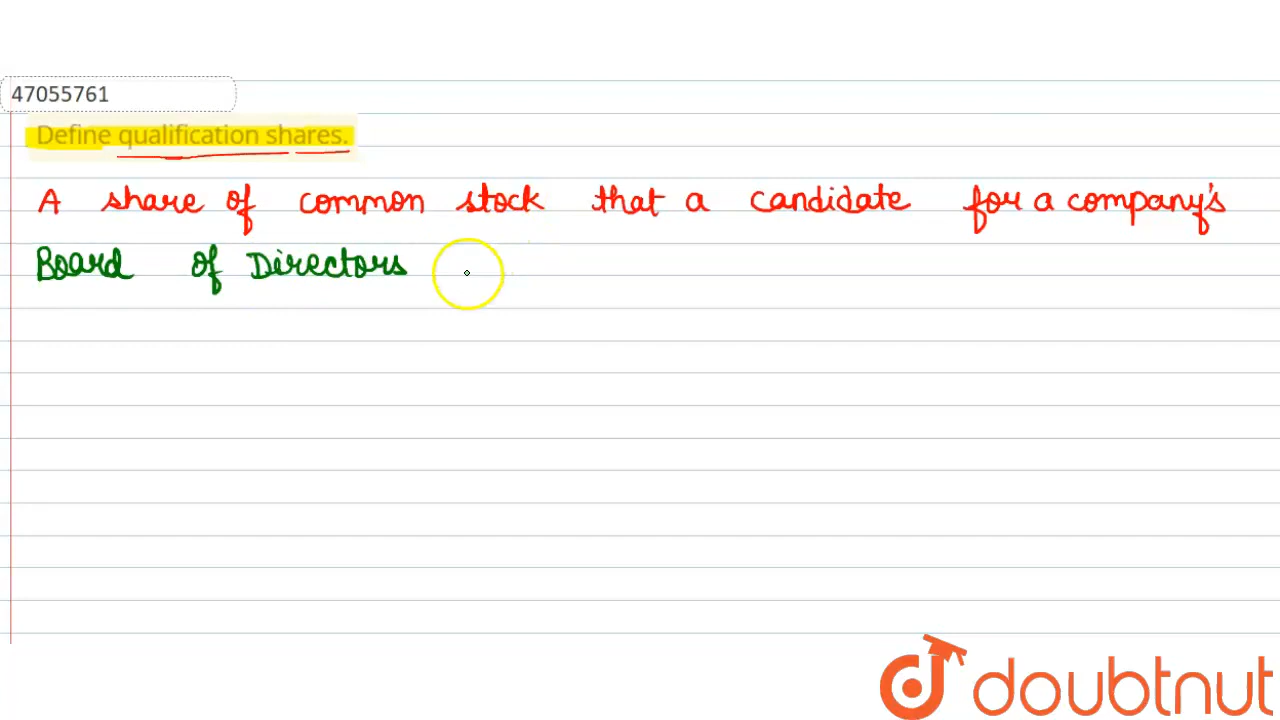 47055761
Define qualification shares.
A share of common stock that a candidate for a company's
Board of Directors
doubtnut